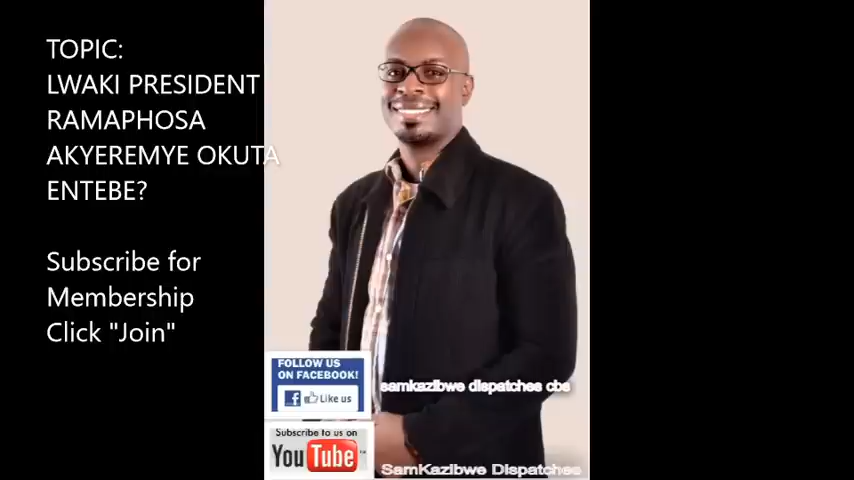 TOPIC:
LWAKI PRESIDENT
RAMAPHOSA
AKYEREMYE OKUTA
ENTEBE?
Subscribe for
Membership
Click "Join"
FOLLOW US
ON FACEBOOK!
f Like us
samkazibwe dispatches cbs
Subscribe to us on
YouTube
SamKazibwe Dispatches